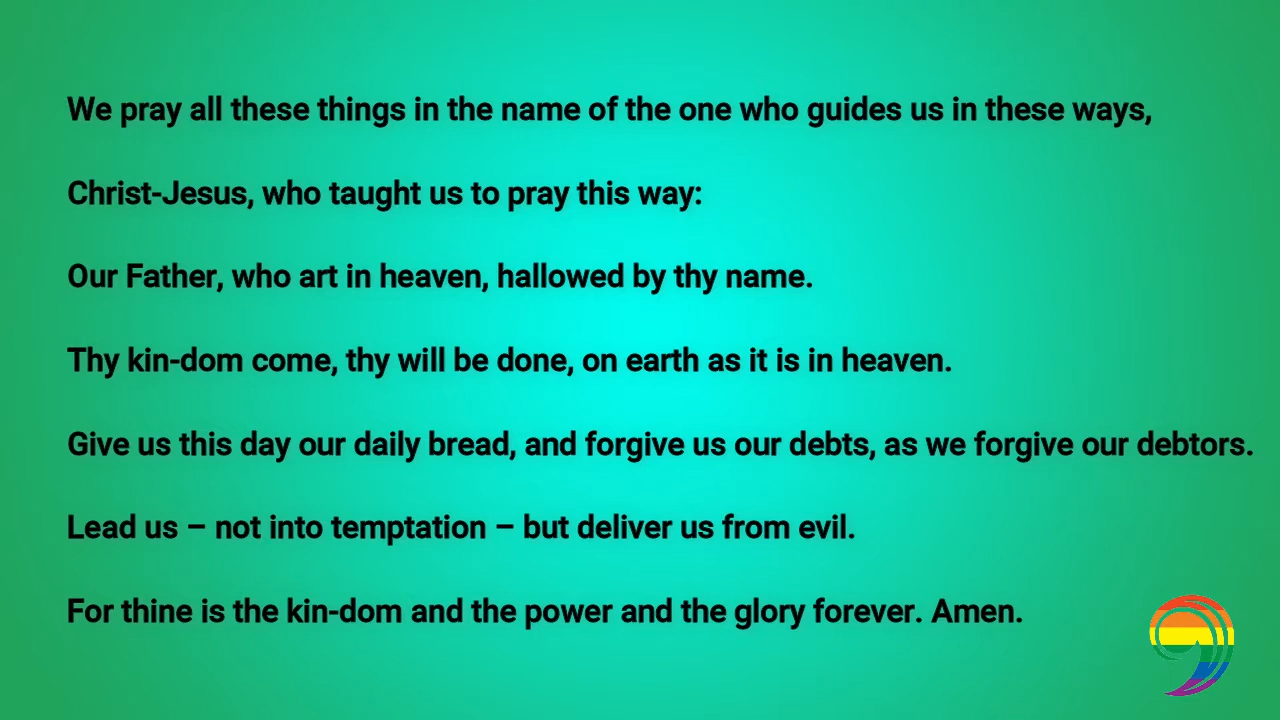 We pray all these things in the name of the one who guides us in these ways,
Christ-Jesus, who taught us to pray this way:
Our Father, who art in heaven, hallowed by thy name.
Thy kin-dom come, thy will be done, on earth as it is in heaven.
Give us this day our daily bread, and forgive us our debts, as we forgive our debtors.
Lead us – not into temptation – but deliver us from evil.
For thine is the kin-dom and the power and the glory forever. Amen.